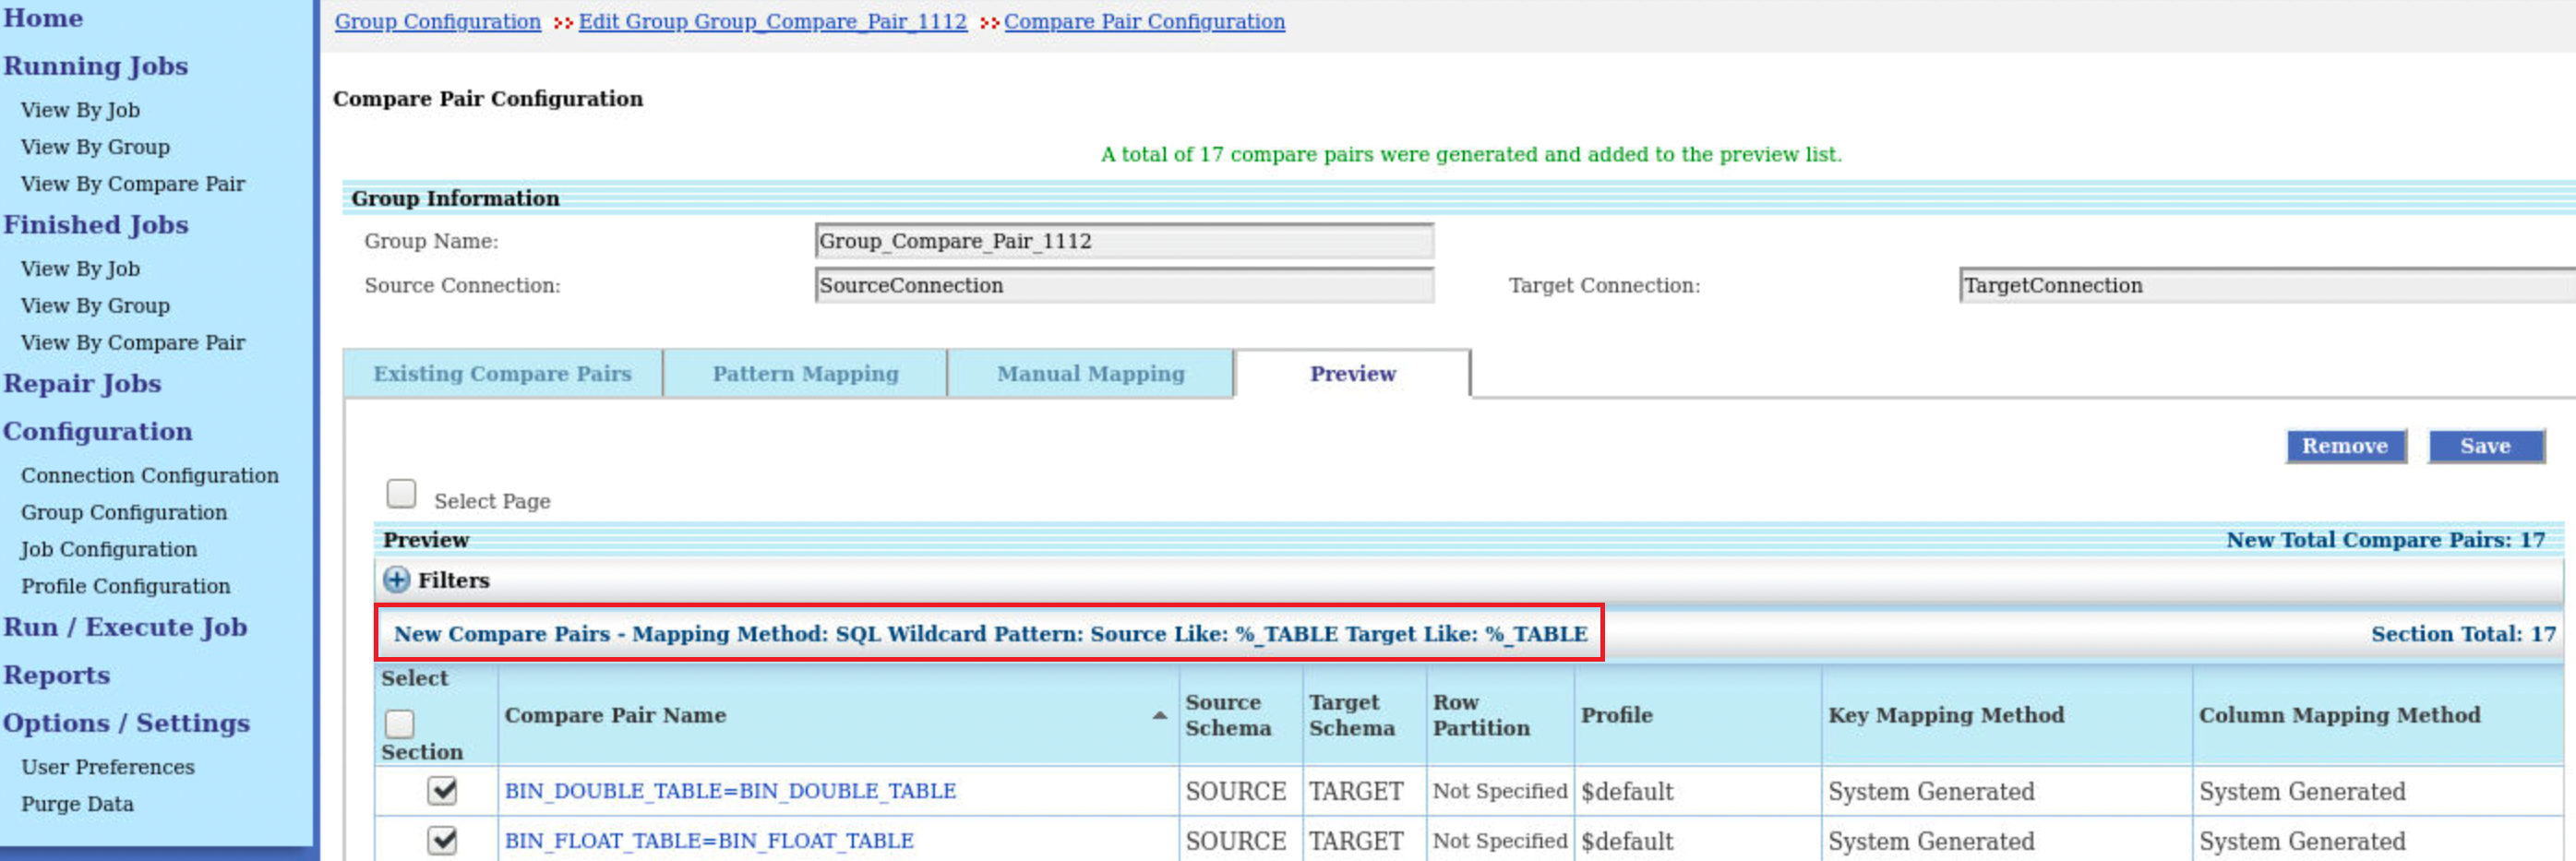 Home
Running Jobs
View By Job
View By Group
View By Compare Pair
Finished Jobs
View By Job
View By Group
View By Compare Pair
Repair Jobs
Configuration
Connection Configuration
Group Configuration
Job Configuration
Profile Configuration
Run / Execute Job
Reports
Options / Settings
User Preferences
Purge Data
Group Configuration >> Edit Group Group_Compare_Pair_1112 >> Compare Pair Configuration
Compare Pair Configuration
A total of 17 compare pairs were generated and added to the preview list.
Group Information
Group Name: Group_Compare_Pair_1112
Source Connection: SourceConnection Target Connection: TargetConnection
Existing Compare Pairs Pattern Mapping Manual Mapping Preview
Remove Save
Select Page
Preview New Total Compare Pairs: 17
Filters
New Compare Pairs - Mapping Method: SQL Wildcard Pattern: Source Like: %_TABLE Target Like: %_TABLE Section Total: 17
Select Section Compare Pair Name Source Schema Target Schema Row Partition Profile Key Mapping Method Column Mapping Method
BIN_DOUBLE_TABLE=BIN_DOUBLE_TABLE SOURCE TARGET Not Specified $default System Generated System Generated
BIN_FLOAT_TABLE=BIN_FLOAT_TABLE SOURCE TARGET Not Specified $default System Generated System Generated